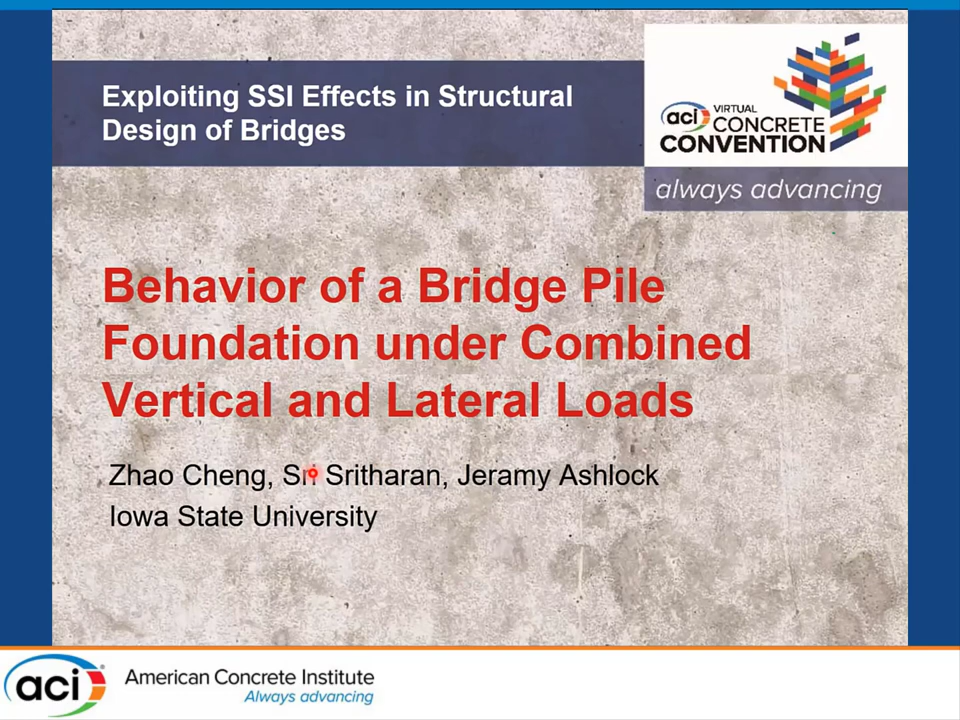 Exploiting SSI Effects in Structural
Design of Bridges
aci VIRTUAL
CONCRETE
CONVENTION
always advancing
Behavior of a Bridge Pile
Foundation under Combined
Vertical and Lateral Loads
Zhao Cheng, Sri Sritharan, Jeramy Ashlock
Iowa State University
aci American Concrete Institute
Always advancing